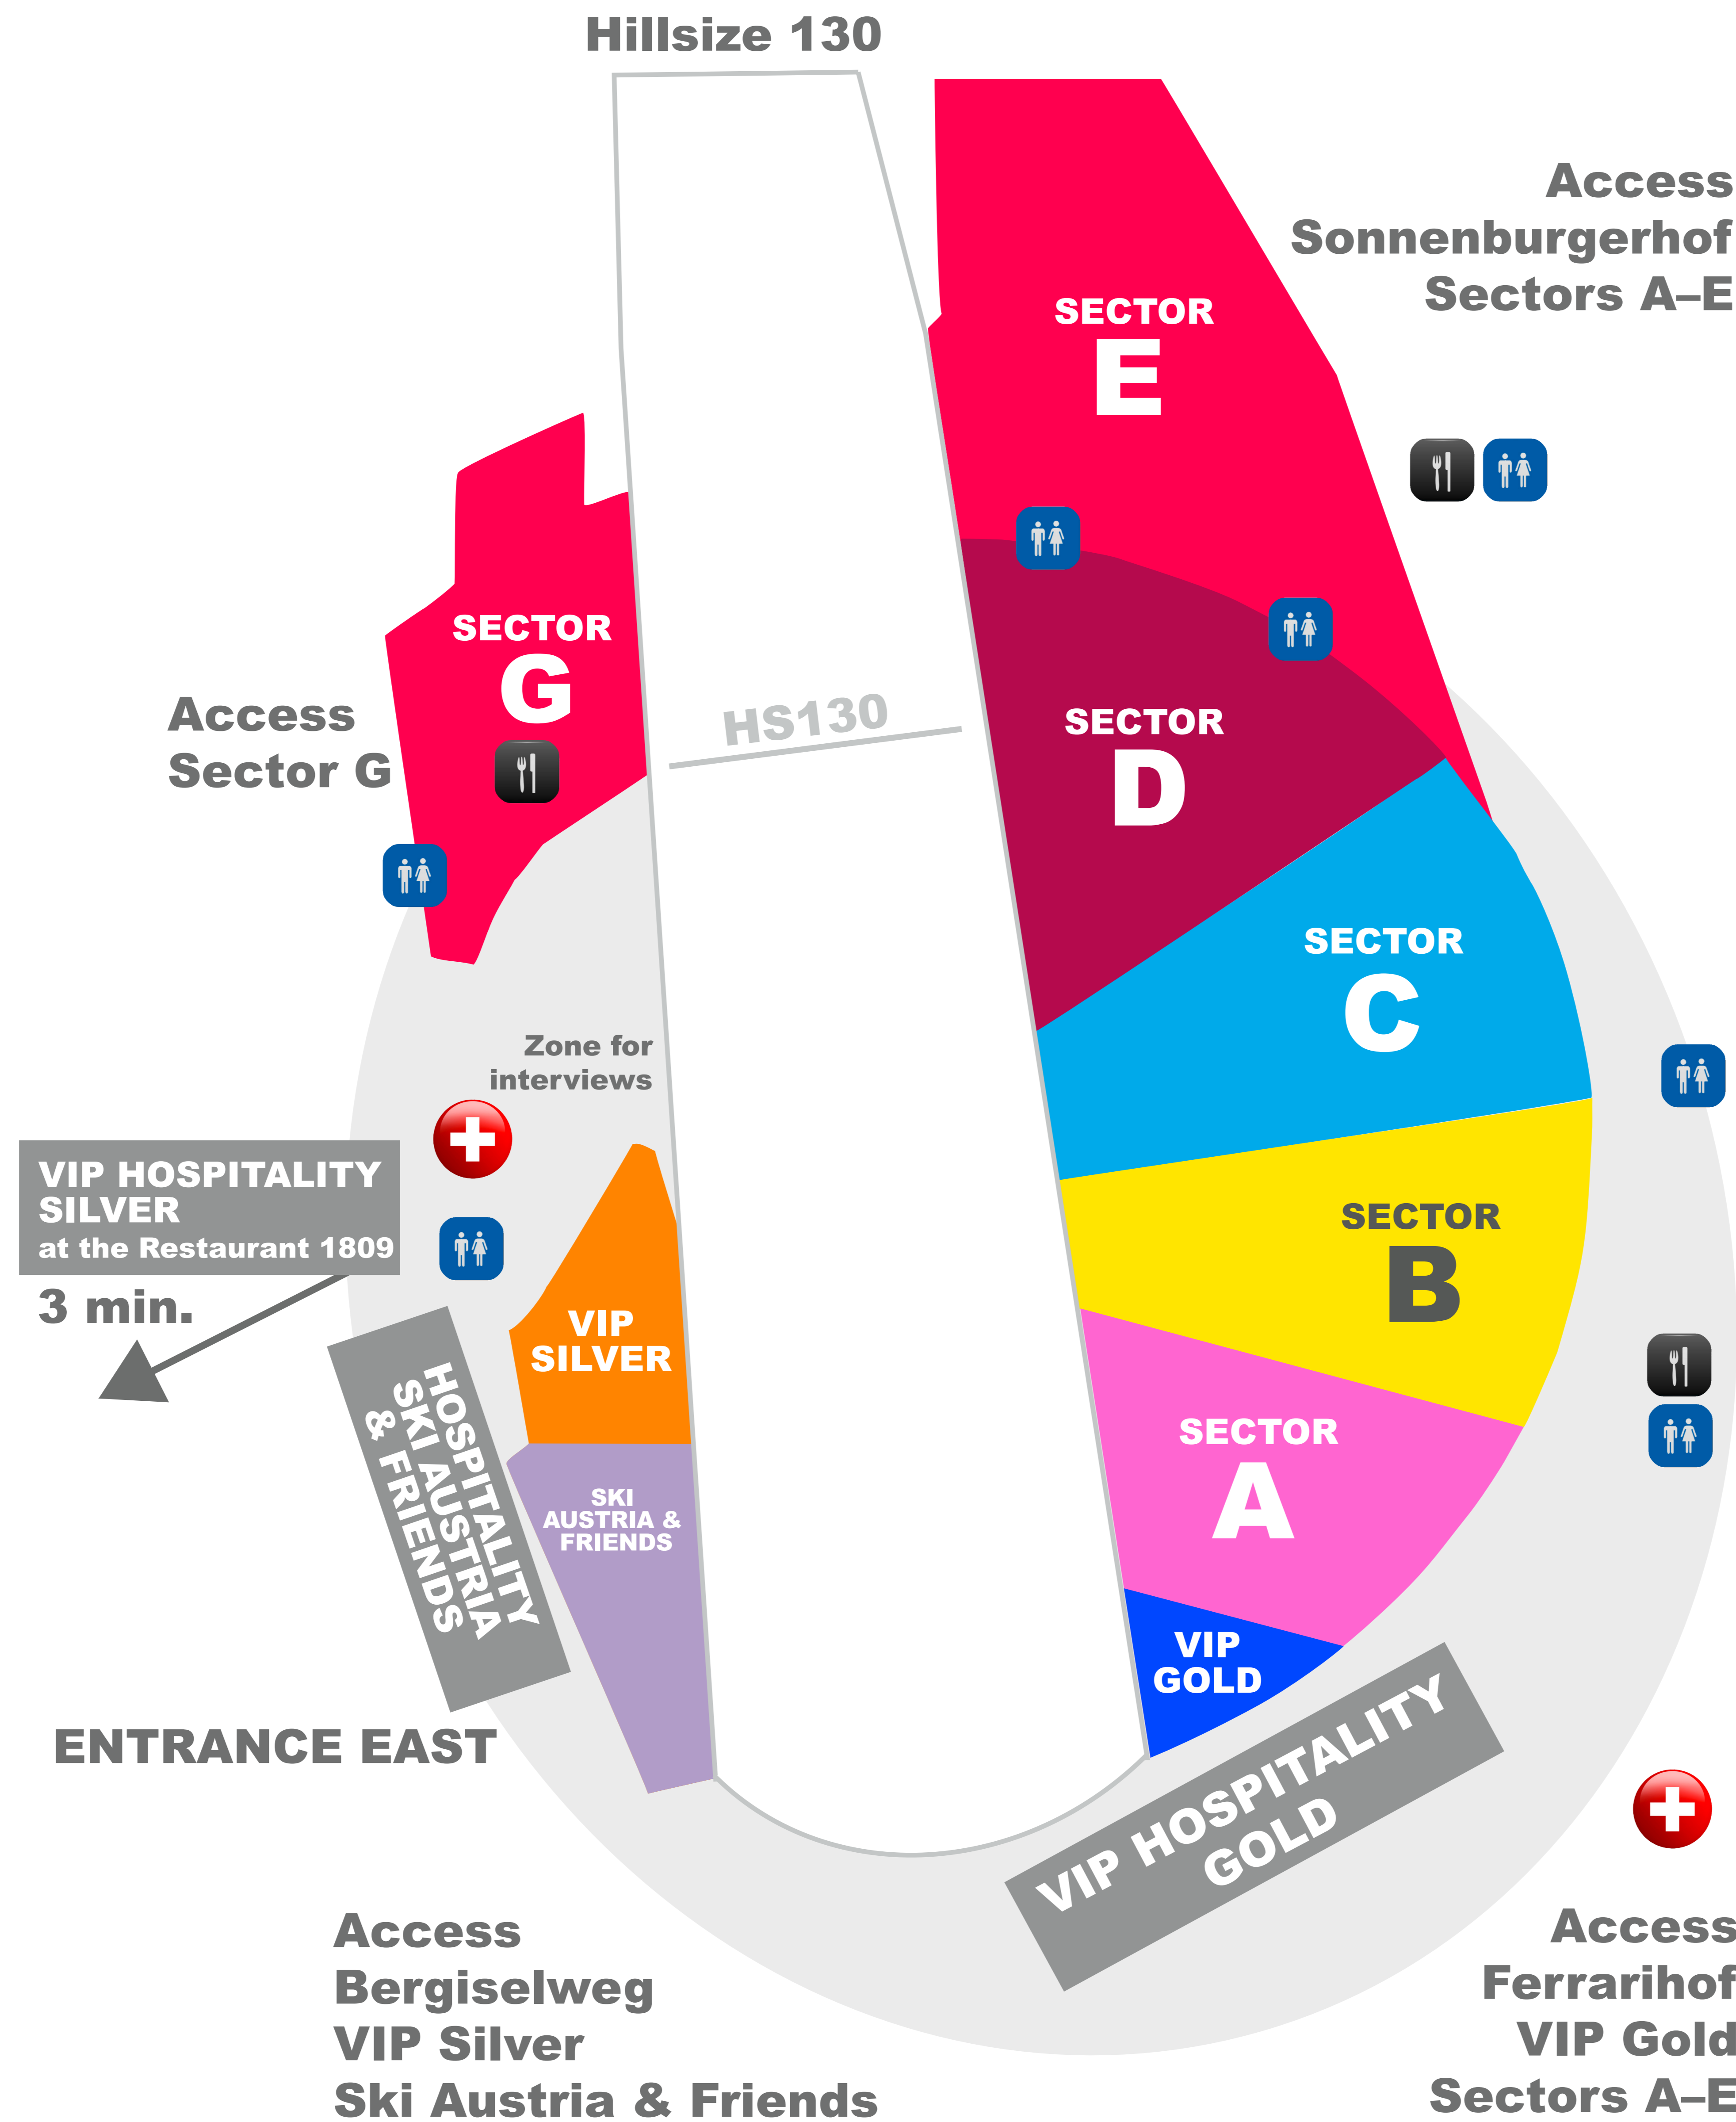 Hillsize 130
Access
Sonnenburgerhof
Sectors A–E
SECTOR
E
SECTOR
G
Access
Sector G
HS130
SECTOR
D
SECTOR
C
Zone for
interviews
VIP HOSPITALITY
SILVER
at the Restaurant 1809
3 min.
SECTOR
B
VIP
SILVER
HOSPITALITY
SKI AUSTRIA
& FRIENDS
SECTOR
A
SKI
AUSTRIA &
FRIENDS
VIP
GOLD
ENTRANCE EAST
VIP HOSPITALITY
GOLD
Access
Bergiselweg
VIP Silver
Ski Austria & Friends
Access
Ferrarihof
VIP Gold
Sectors A–E